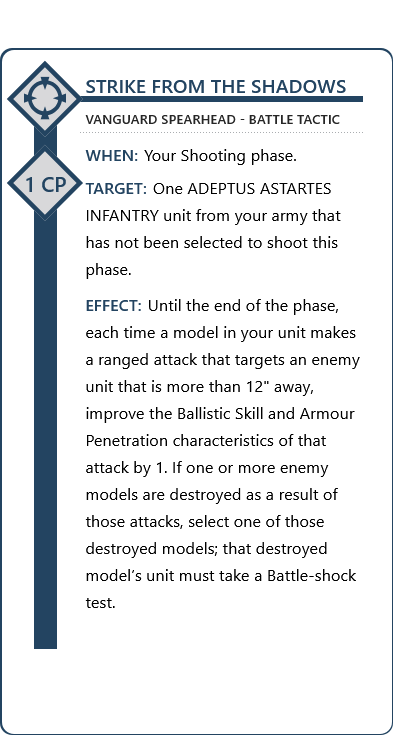 STRIKE FROM THE SHADOWS
VANGUARD SPEARHEAD - BATTLE TACTIC
WHEN: Your Shooting phase.
1 CP
TARGET: One ADEPTUS ASTARTES
INFANTRY unit from your army that
has not been selected to shoot this
phase.
EFFECT: Until the end of the phase,
each time a model in your unit makes
a ranged attack that targets an enemy
unit that is more than 12" away,
improve the Ballistic Skill and Armour
Penetration characteristics of that
attack by 1. If one or more enemy
models are destroyed as a result of
those attacks, select one of those
destroyed models; that destroyed
model’s unit must take a Battle-shock
test.